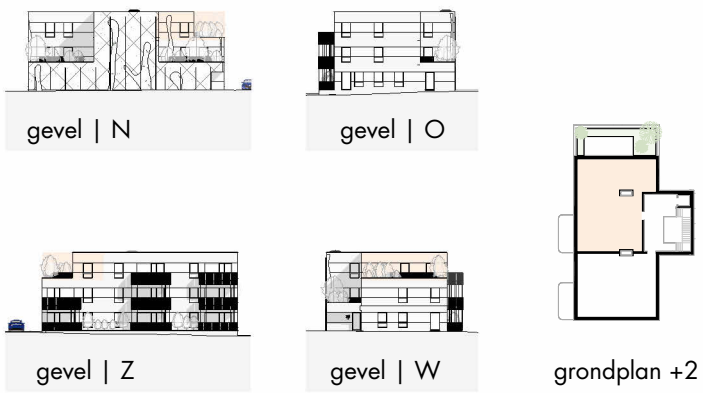 gevel | N
gevel | O
gevel | Z
gevel | W
grondplan +2